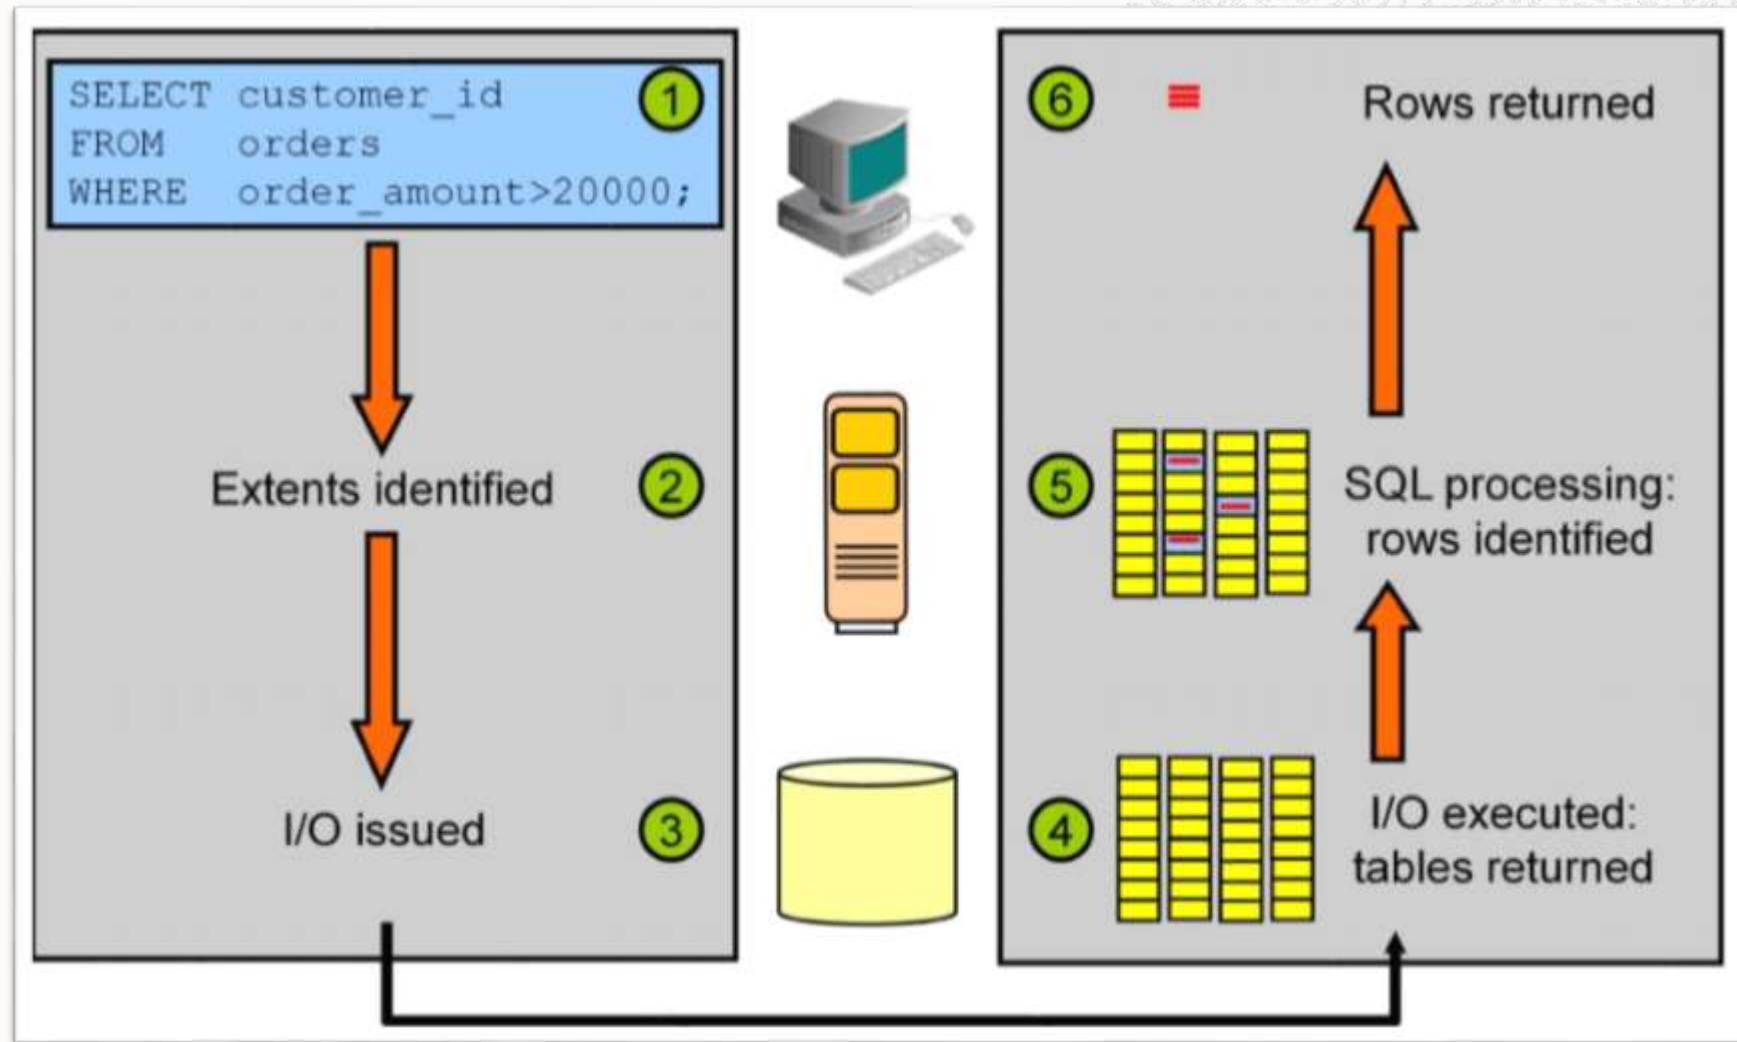 SELECT customer_id
FROM orders
WHERE order_amount>20000;
1
Extents identified
2
I/O issued
3
6
Rows returned
5
SQL processing:
rows identified
4
I/O executed:
tables returned